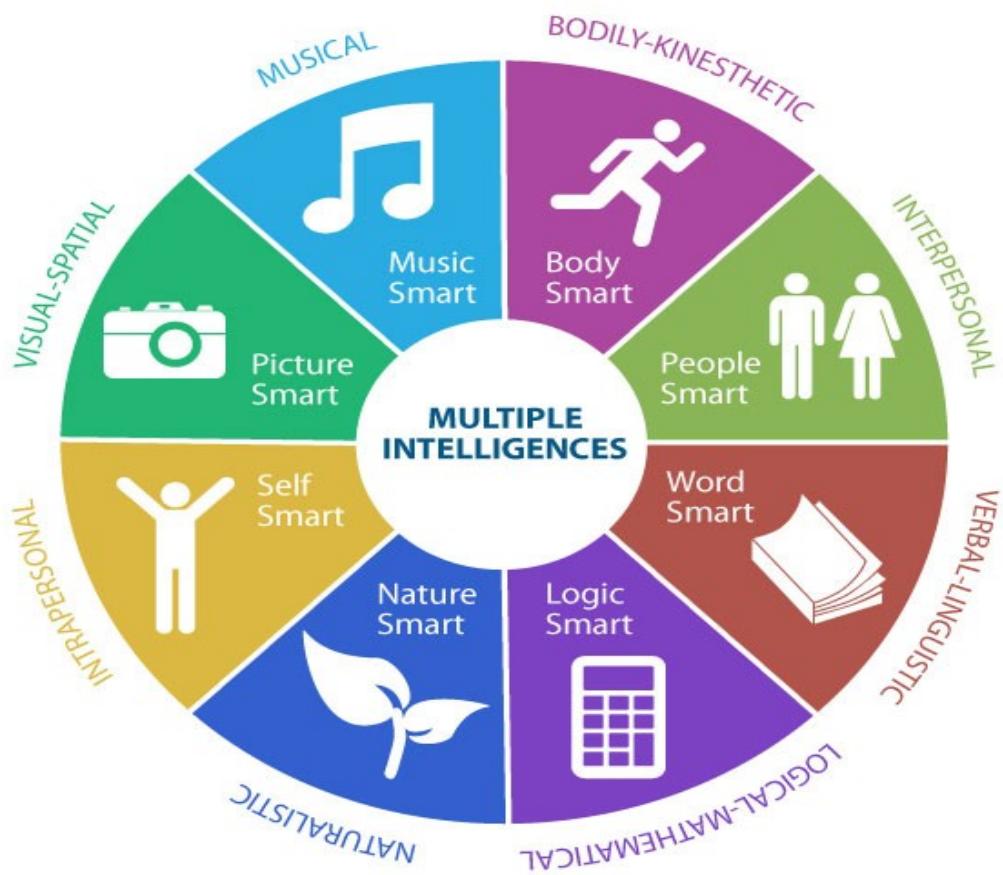 MUSICAL
BODILY-KINESTHETIC
INTERPERSONAL
VERBAL-LINGUISTIC
LOGICAL-MATHEMATICAL
NATURALISTIC
INTRAPERSONAL
VISUAL-SPATIAL
Music
Smart
Body
Smart
People
Smart
Word
Smart
Logic
Smart
Nature
Smart
Self
Smart
Picture
Smart
MULTIPLE
INTELLIGENCES